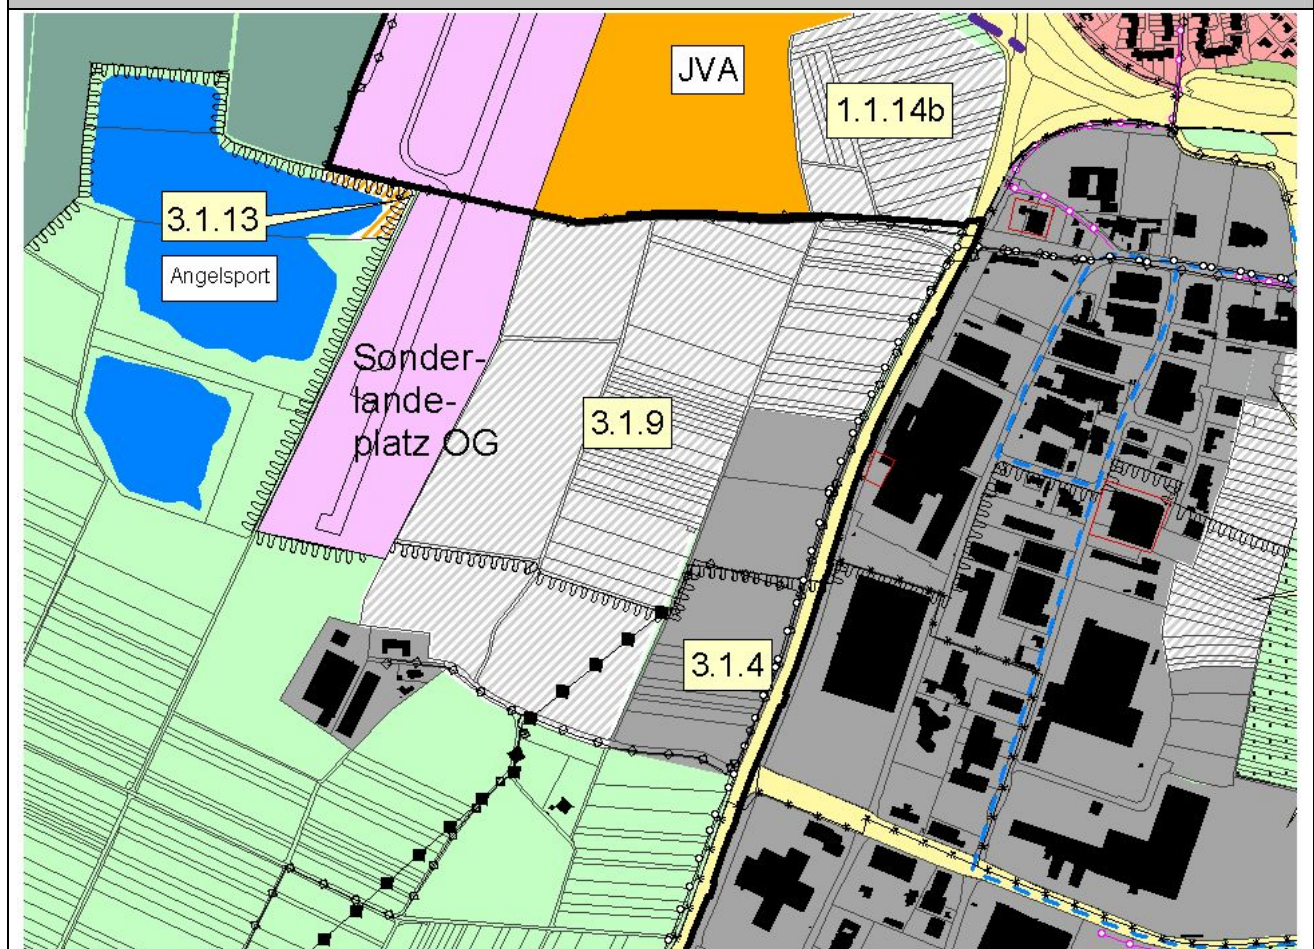 JVA
1.1.14b
3.1.13
Angelsport
Sonder-
lande-
platz OG
3.1.9
3.1.4